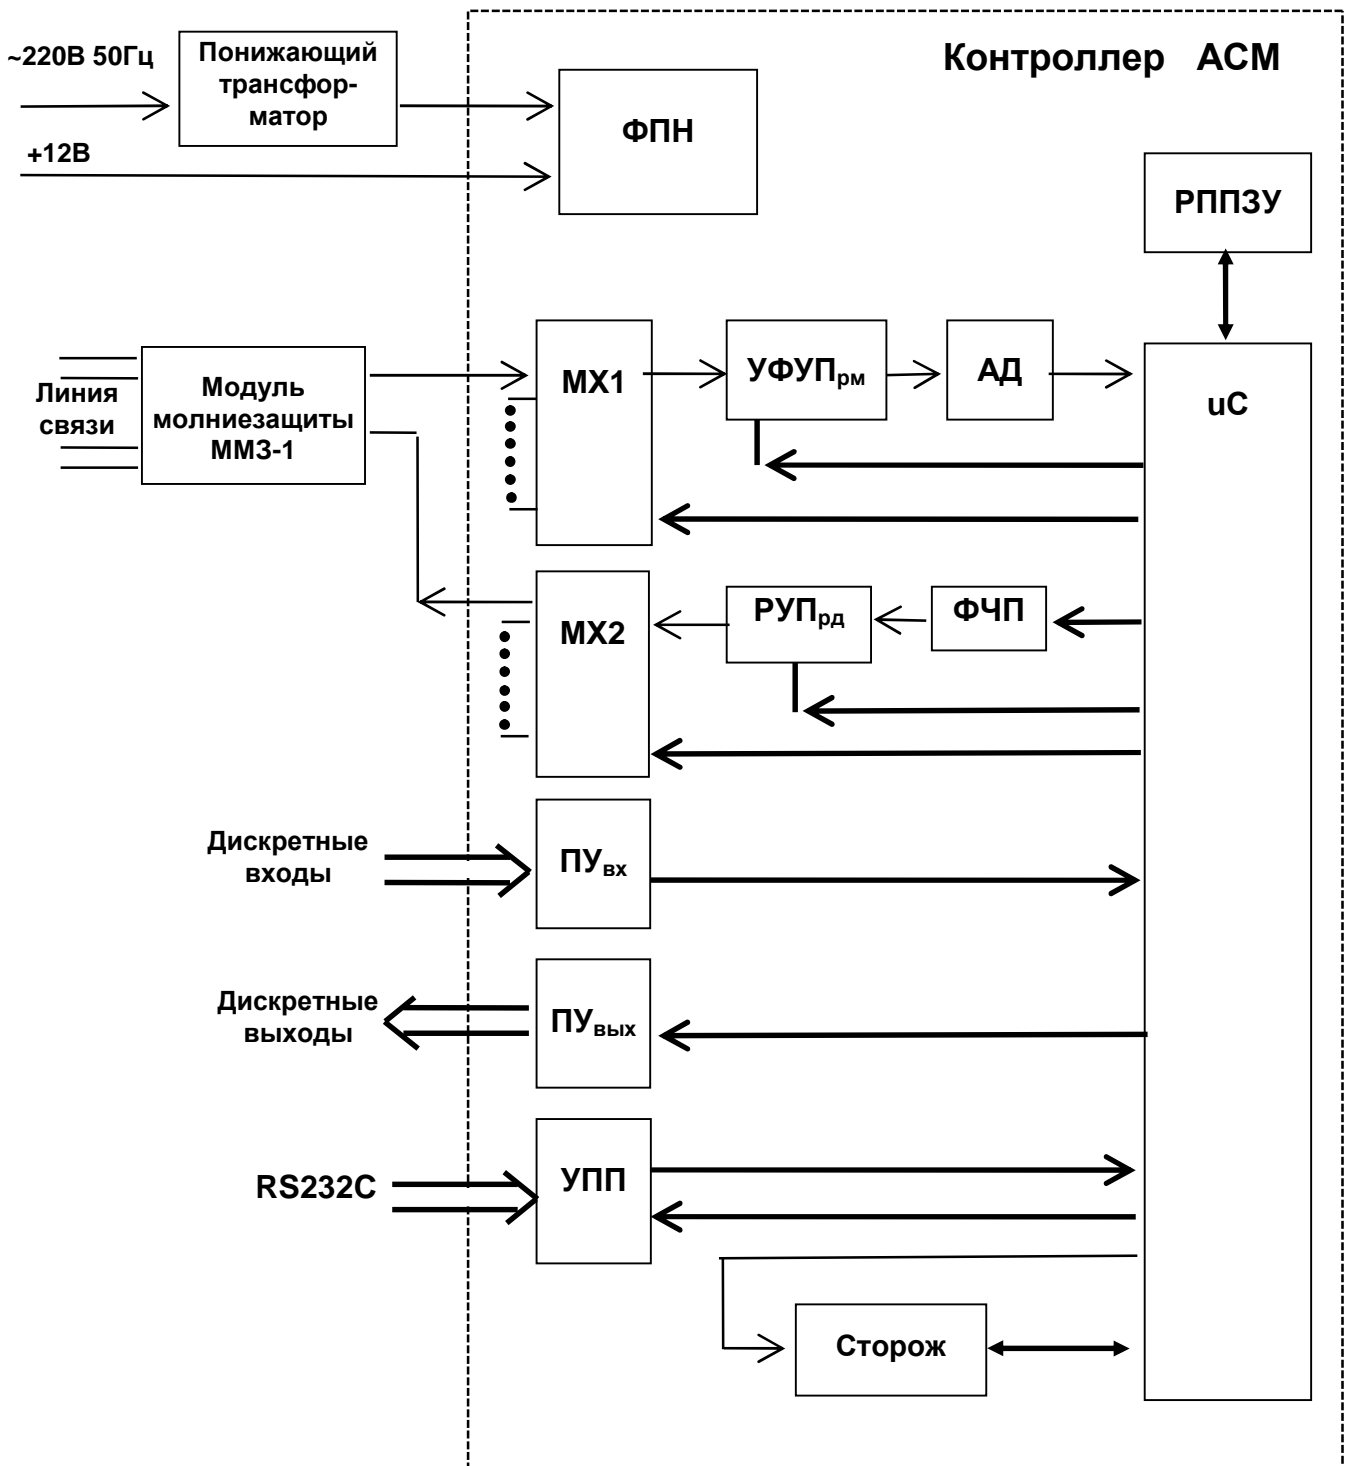 Контроллер АСМ
~220В 50Гц
Понижающий
трансфор-
матор
+12В
ФПН
РППЗУ
Линия
связи
Модуль
молниезащиты
ММЗ-1
МХ1
УФУПрм
АД
uC
МХ2
РУПрд
ФЧП
Дискретные
входы
ПУвх
Дискретные
выходы
ПУвых
RS232C
УПП
Сторож